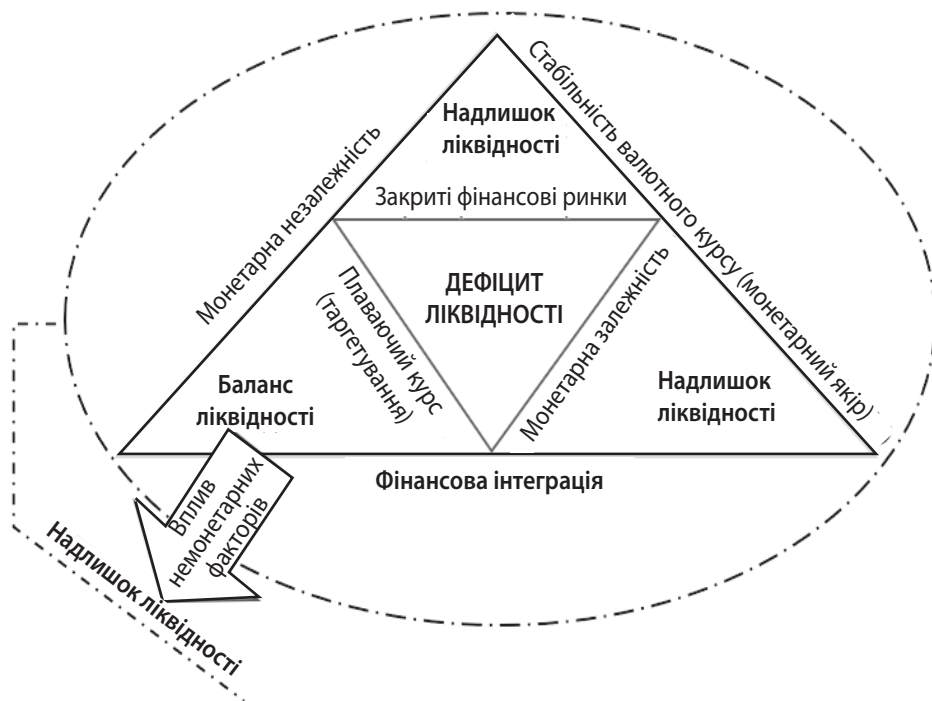 Надлишок
ліквідності
Закриті фінансові ринки
Монетарна незалежність
Стабільність валютного курсу (монетарний якір)
ДЕФІЦИТ
ЛІКВІДНОСТІ
Плаваючий курс
(таргетування)
Монетарна залежність
Баланс
ліквідності
Надлишок
ліквідності
Фінансова інтеграція
Вплив
немонетарних
факторів
Надлишок ліквідності